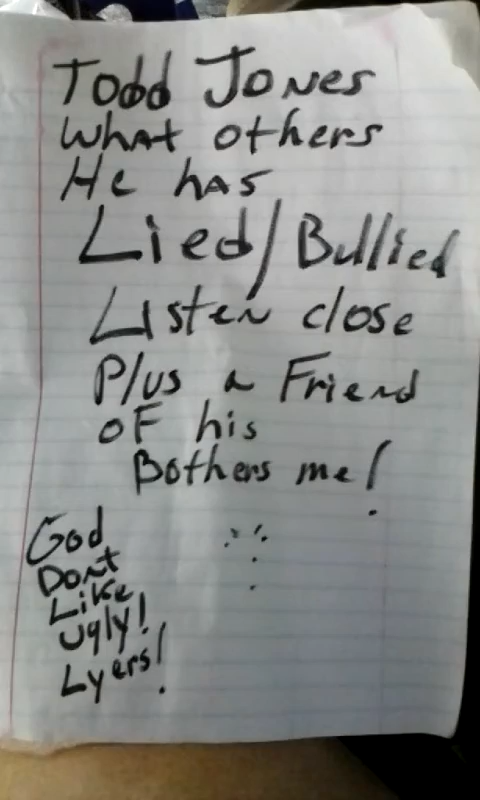 Todd Jones
What others
He has
Lied/Bullied
Listen close
Plus a Friend
OF his
Bothers me!
God
Dont
Like
Ugly!
Lyers!